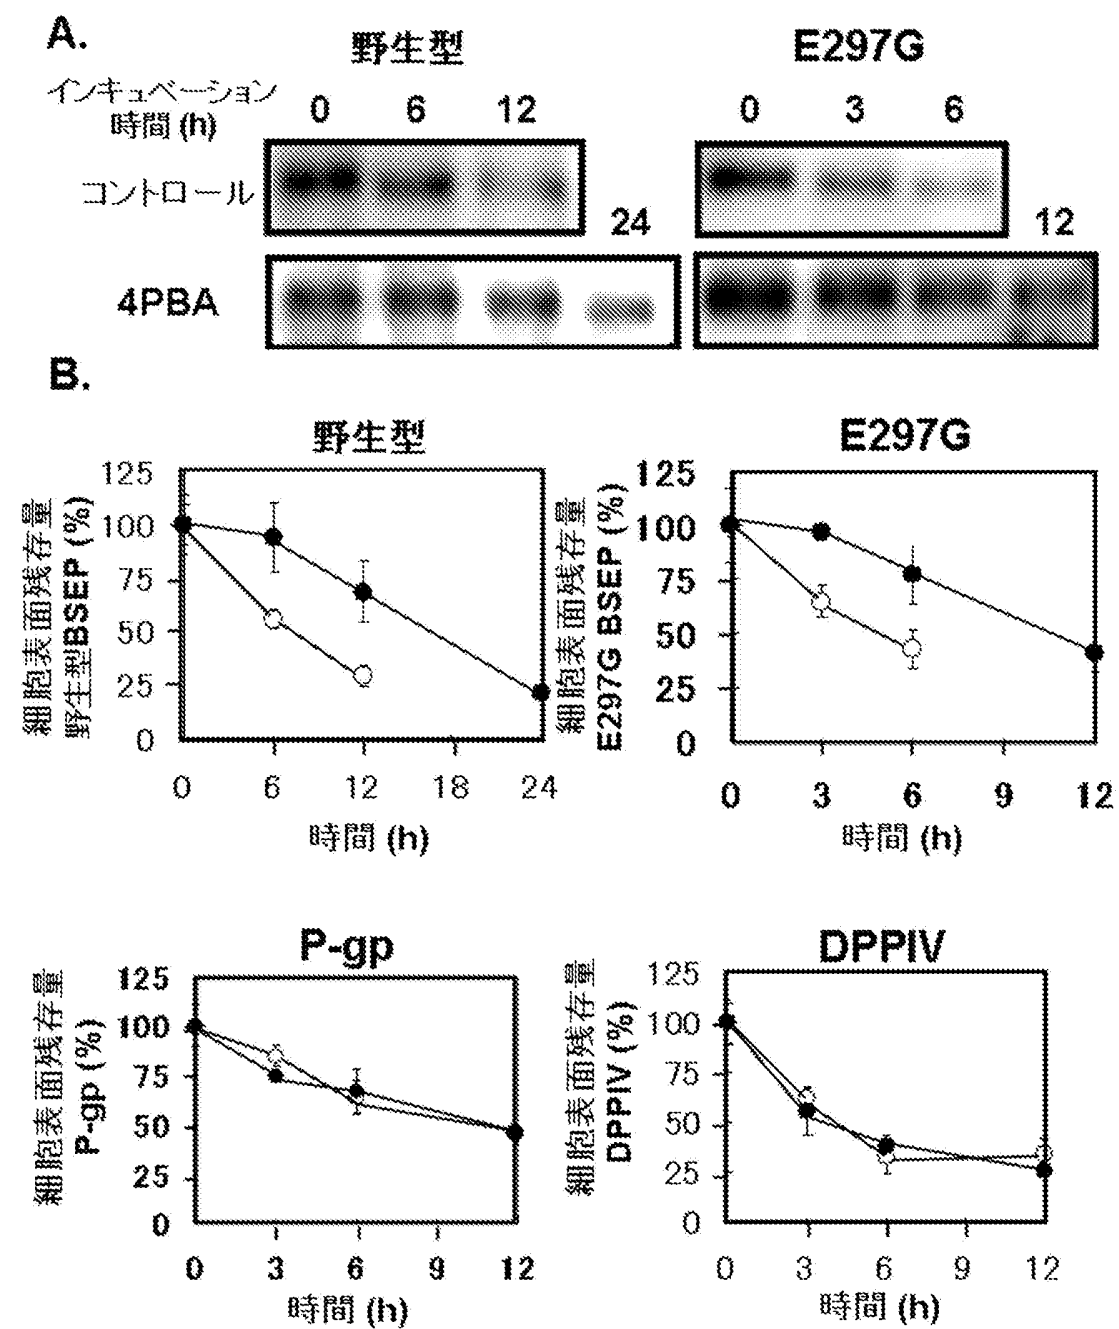 A.
野生型
E297G
インキュベーション
時間 (h)
0 6 12
0 3 6
コントロール
24
12
4PBA
B.
野生型
細胞表面残存量
野生型BSEP (%)
125
100
75
50
25
0
0 6 12 18 24
時間 (h)
E297G
細胞表面残存量
E297G BSEP (%)
125
100
75
50
25
0
0 3 6 9 12
時間 (h)
P-gp
細胞表面残存量
P-gp (%)
125
100
75
50
25
0
0 3 6 9 12
時間 (h)
DPPIV
細胞表面残存量
DPPIV (%)
125
100
75
50
25
0
0 3 6 9 12
時間 (h)